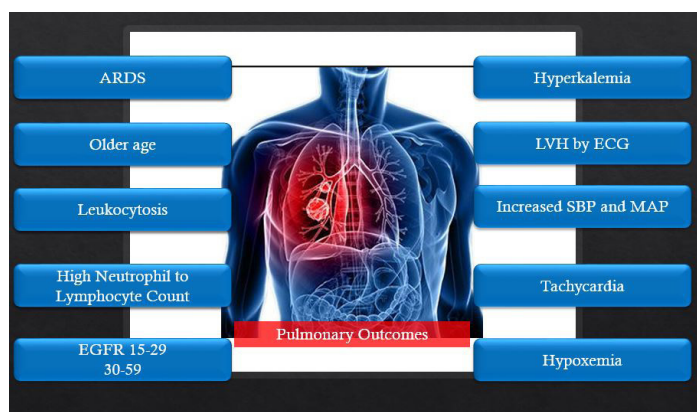 ARDS
Older age
Leukocytosis
High Neutrophil to
Lymphocyte Count
EGFR 15-29
30-59
Hyperkalemia
LVH by ECG
Increased SBP and MAP
Tachycardia
Hypoxemia
Pulmonary Outcomes